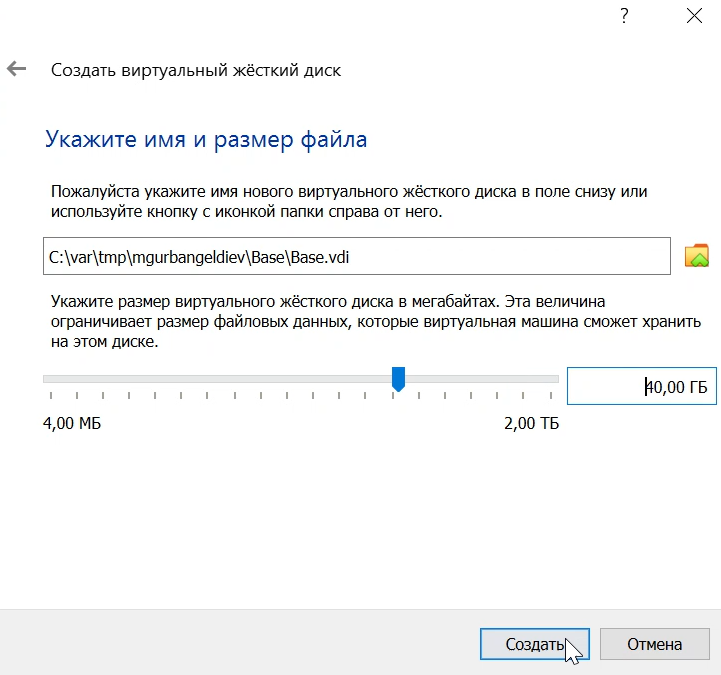 ?
Создать виртуальный жёсткий диск
Укажите имя и размер файла
Пожалуйста укажите имя нового виртуального жёсткого диска в поле снизу или
используйте кнопку с иконкой папки справа от него.
C:\var\tmp\mgurbangeldiev\Base\Base.vdi
Укажите размер виртуального жёсткого диска в мегабайтах. Эта величина
ограничивает размер файловых данных, которые виртуальная машина сможет хранить
на этом диске.
40,00 ГБ
4,00 МБ 2,00 ТБ
Создать Отмена